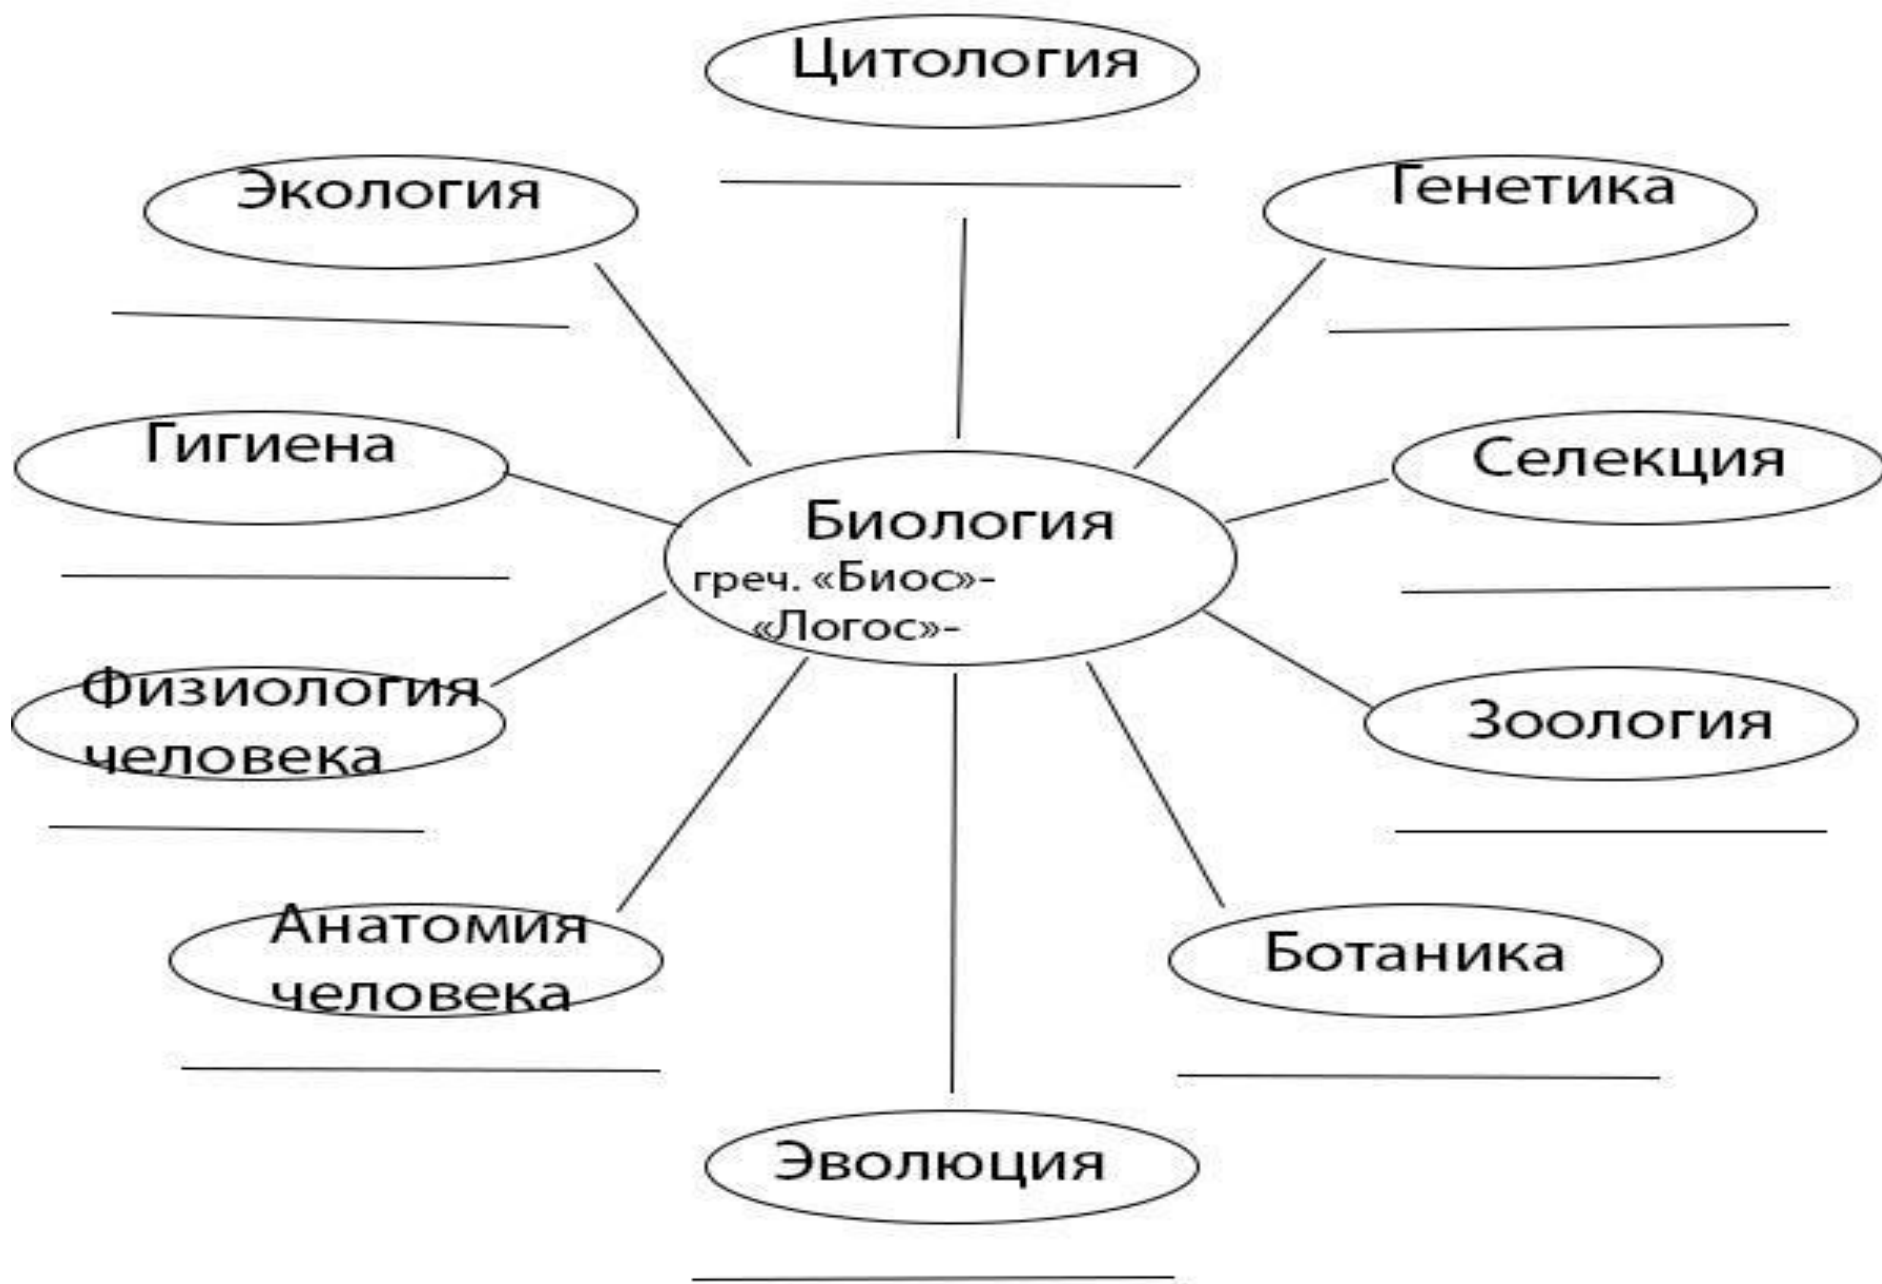 Цитология
Экология
Генетика
Гигиена
Селекция
Биология
греч. «Биос»-
«Логос»-
Физиология
человека
Зоология
Анатомия
человека
Ботаника
Эволюция